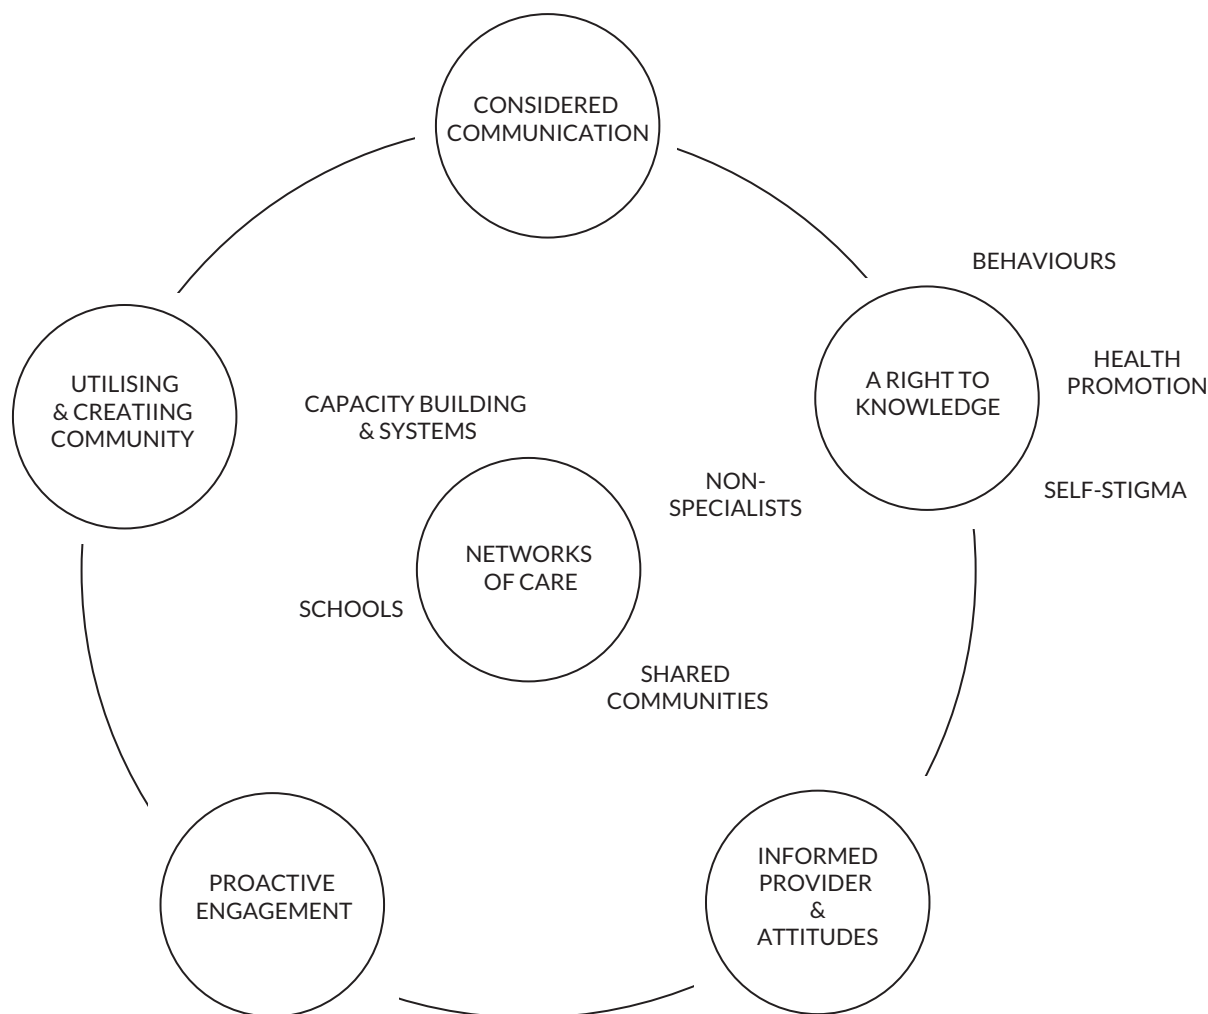 CONSIDERED
COMMUNICATION
BEHAVIOURS
HEALTH
PROMOTION
A RIGHT TO
KNOWLEDGE
SELF-STIGMA
UTILISING
& CREATIING
COMMUNITY
CAPACITY BUILDING
& SYSTEMS
NON-
SPECIALISTS
NETWORKS
OF CARE
SCHOOLS
SHARED
COMMUNITIES
PROACTIVE
ENGAGEMENT
INFORMED
PROVIDER
&
ATTITUDES